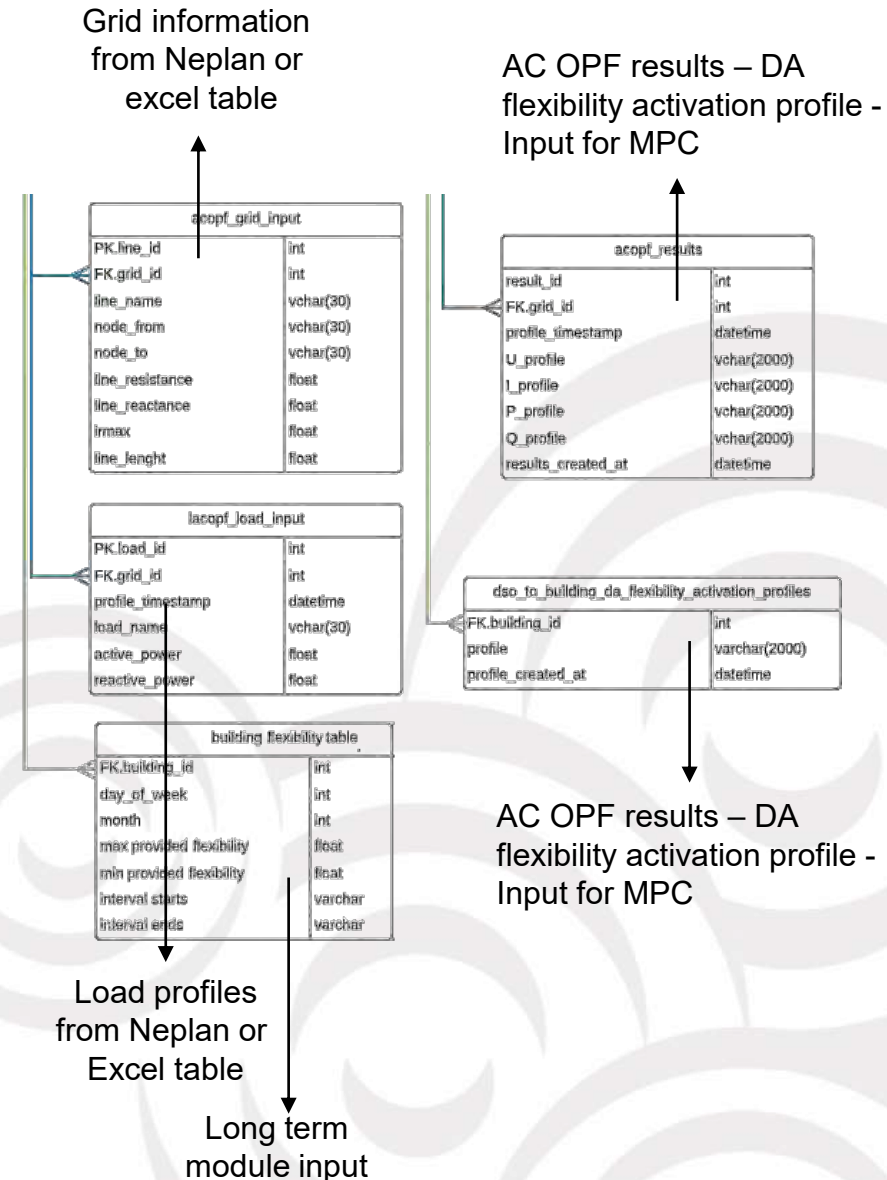 Grid information
from Neplan or
excel table
AC OPF results – DA
flexibility activation profile -
Input for MPC
acopf_grid_input
PK.line_id int
FK.grid_id int
line_name vchar(30)
node_from vchar(30)
node_to vchar(30)
line_resistance float
line_reactance float
irmax float
line_lenght float
acopf_results
result_id int
FK.grid_id int
profile_timestamp datetime
U_profile vchar(2000)
I_profile vchar(2000)
P_profile vchar(2000)
Q_profile vchar(2000)
results_created_at datetime
lacopf_load_input
PK.load_id int
FK.grid_id int
profile_timestamp datetime
load_name vchar(30)
active_power float
reactive_power float
dso_to_building_da_flexibility_activation_profiles
FK.building_id int
profile varchar(2000)
profile_created_at datetime
building flexibility table
FK.building_id int
day_of_week int
month int
max provided flexibility float
min provided flexibility float
interval starts varchar
interval ends varchar
AC OPF results – DA
flexibility activation profile -
Input for MPC
Load profiles
from Neplan or
Excel table
Long term
module input